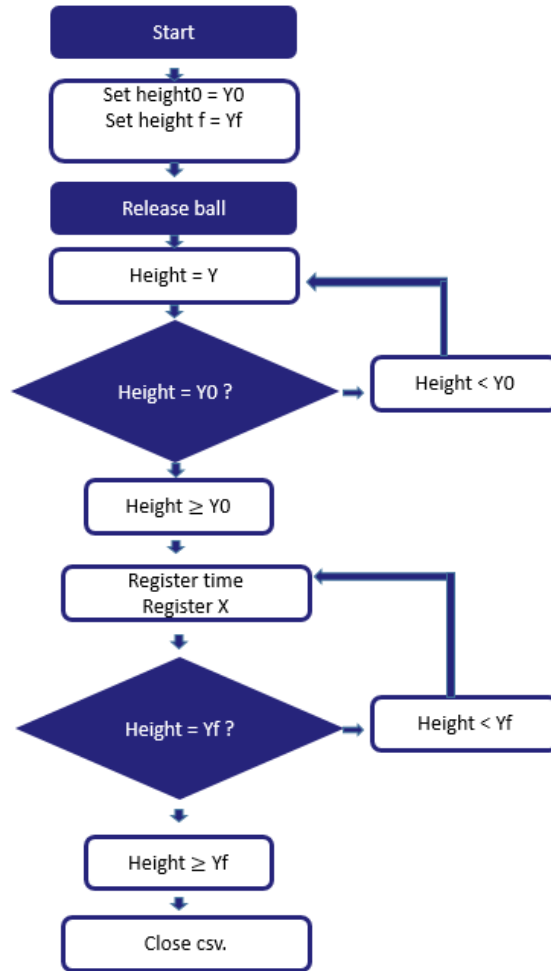 Start
Set height0 = Y0
Set height f = Yf
Release ball
Height = Y
Height = Y0 ?
Height < Y0
Height ≥ Y0
Register time
Register X
Height = Yf ?
Height < Yf
Height ≥ Yf
Close csv.